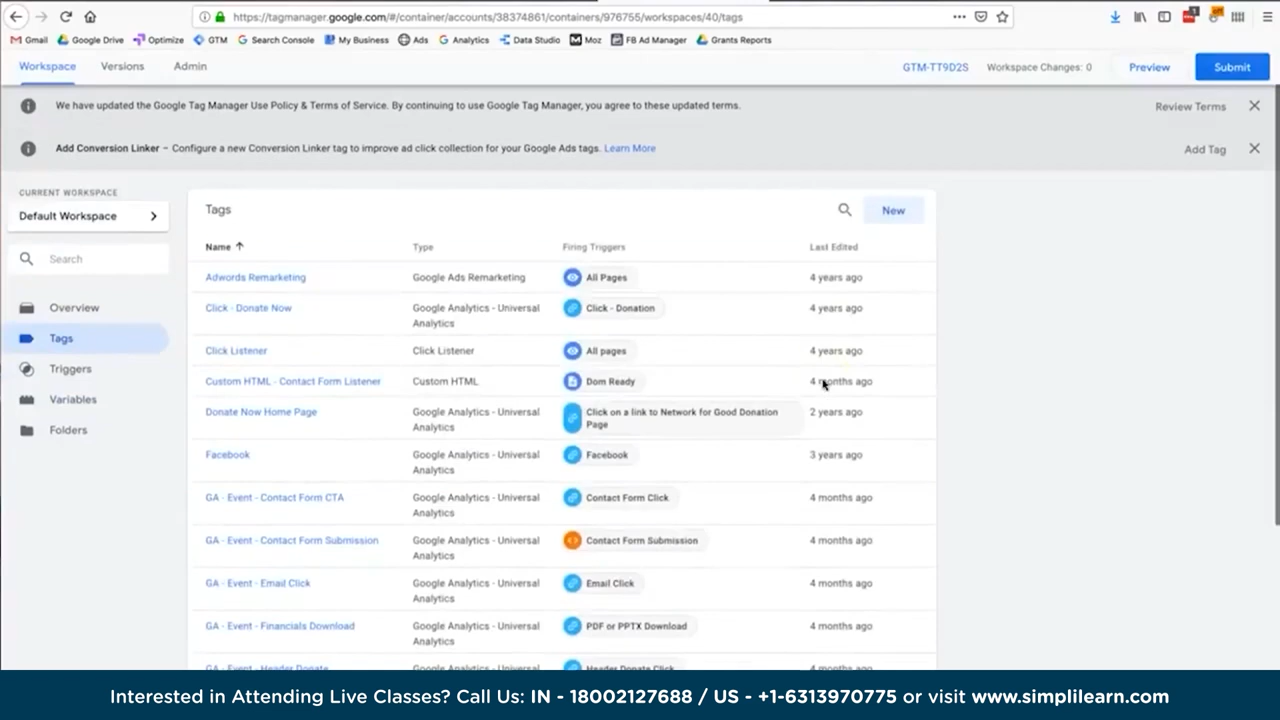 https://tagmanager.google.com/#/container/accounts/38374861/containers/976755/workspaces/40/tags
Gmail Google Drive Optimize GTM Search Console My Business Ads Analytics Data Studio Moz FB Ad Manager Grants Reports
Workspace Versions Admin GTM-TT9D2S Workspace Changes: 0 Preview Submit
We have updated the Google Tag Manager Use Policy & Terms of Service. By continuing to use Google Tag Manager, you agree to these updated terms. Review Terms
Add Conversion Linker – Configure a new Conversion Linker tag to improve ad click collection for your Google Ads tags. Learn More Add Tag
CURRENT WORKSPACE
Default Workspace
Search
Overview
Tags
Triggers
Variables
Folders
Tags New
Name Type Firing Triggers Last Edited
Adwords Remarketing Google Ads Remarketing All Pages 4 years ago
Click - Donate Now Google Analytics - Universal Click - Donation 4 years ago
Analytics
Click Listener Click Listener All pages 4 years ago
Custom HTML - Contact Form Listener Custom HTML Dom Ready 4 months ago
Donate Now Home Page Google Analytics - Universal Click on a link to Network for Good Donation 2 years ago
Analytics Page
Facebook Google Analytics - Universal Facebook 3 years ago
Analytics
GA - Event - Contact Form CTA Google Analytics - Universal Contact Form Click 4 months ago
Analytics
GA - Event - Contact Form Submission Google Analytics - Universal Contact Form Submission 4 months ago
Analytics
GA - Event - Email Click Google Analytics - Universal Email Click 4 months ago
Analytics
GA - Event - Financials Download Google Analytics - Universal PDF or PPTX Download 4 months ago
Analytics
GA - Event - Header Donate Google Analytics - Universal Header Donate Click 4 months ago
Interested in Attending Live Classes? Call Us: IN - 18002127688 / US - +1-6313970775 or visit www.simplilearn.com